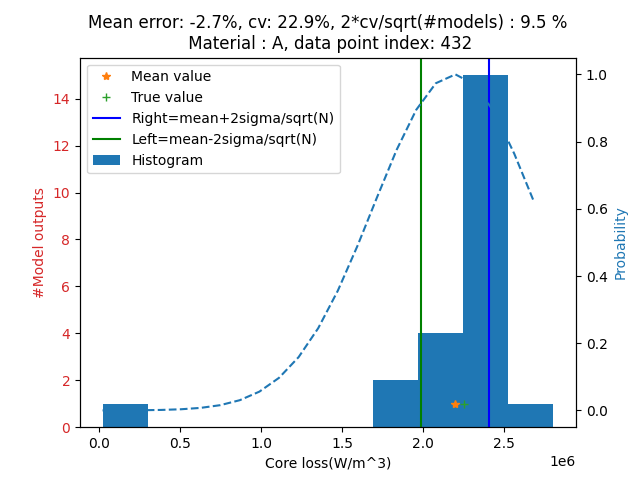 Mean error: -2.7%, cv: 22.9%, 2*cv/sqrt(#models) : 9.5 %
Material : A, data point index: 432
Mean value
True value
Right=mean+2sigma/sqrt(N)
Left=mean-2sigma/sqrt(N)
Histogram
#Model outputs
14
12
10
8
6
4
2
0
1.0
0.8
0.6
0.4
0.2
0.0
Probability
0.0 0.5 1.0 1.5 2.0 2.5
1e6
Core loss(W/m^3)